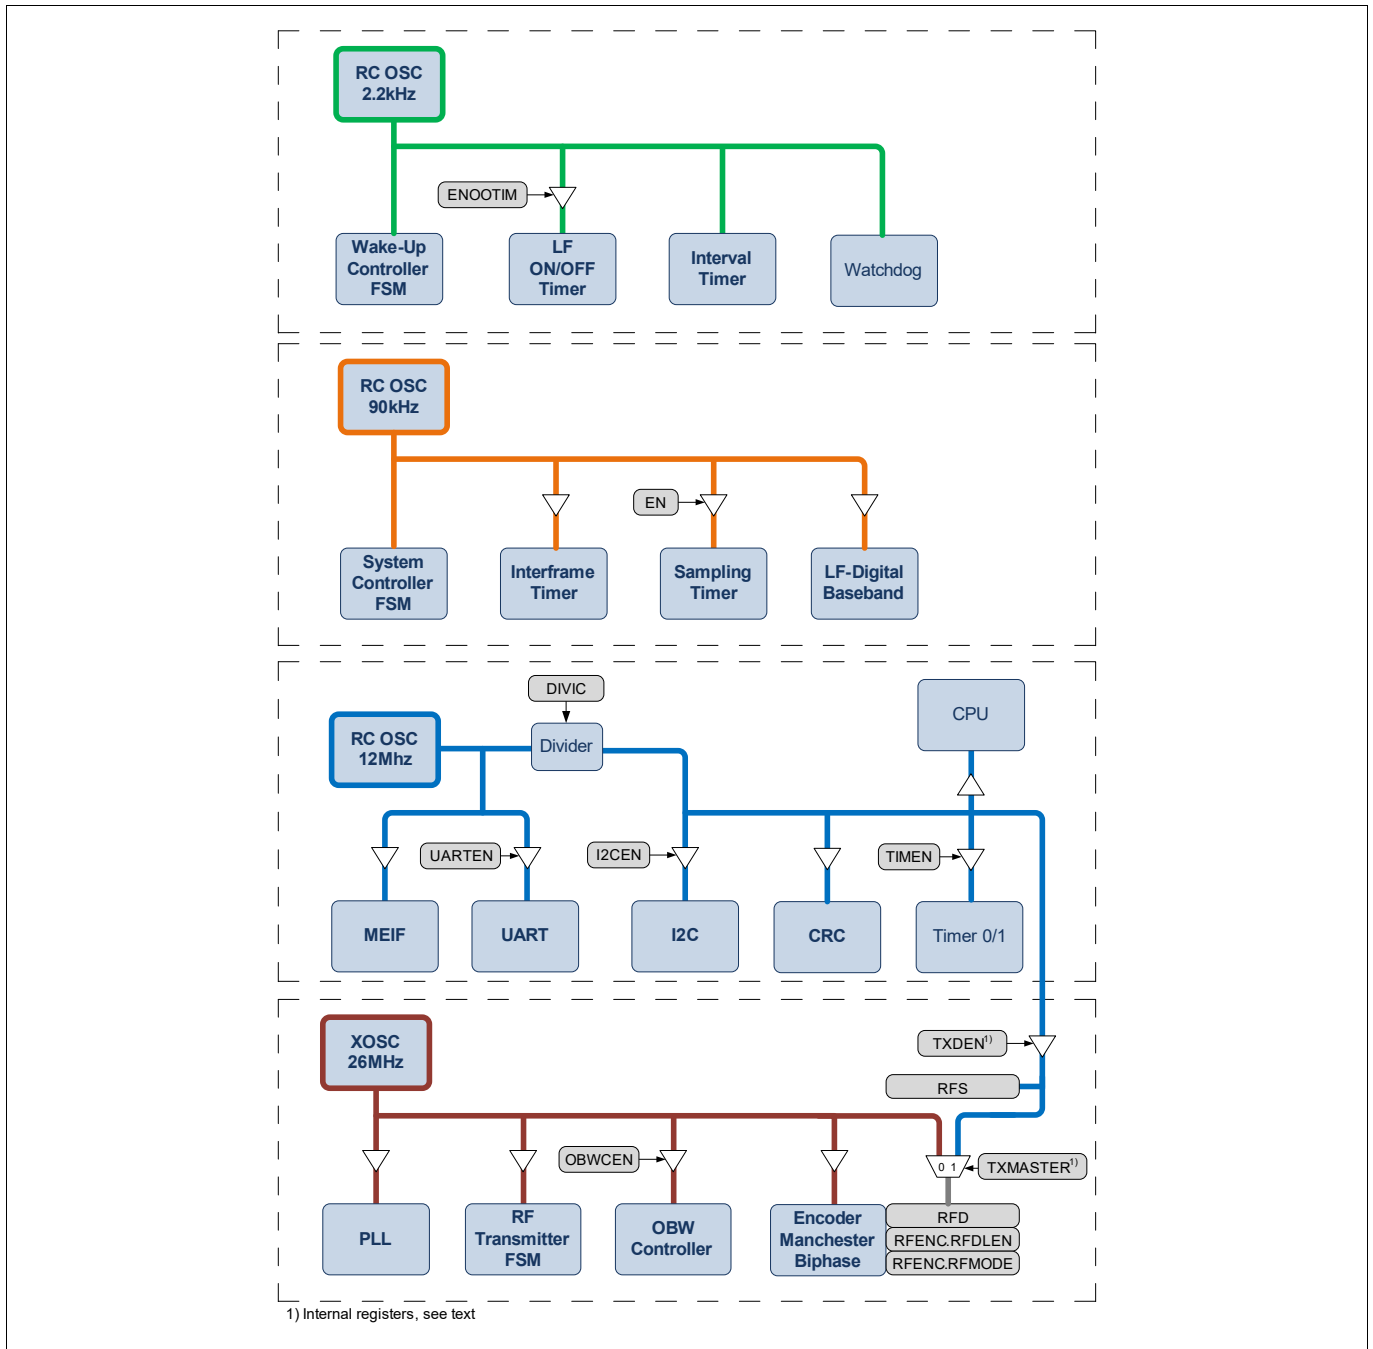 RC OSC
2.2kHz
ENOOTIM
Wake-Up
Controller
FSM
LF
ON/OFF
Timer
Interval
Timer
Watchdog
RC OSC
90kHz
EN
System
Controller
FSM
Interframe
Timer
Sampling
Timer
LF-Digital
Baseband
DIVIC
CPU
RC OSC
12Mhz
Divider
UARTEN
I2CEN
TIMEN
MEIF
UART
I2C
CRC
Timer 0/1
XOSC
26MHz
TXDEN1)
RFS
OBWCEN
0 1
TXMASTER1)
PLL
RF
Transmitter
FSM
OBW
Controller
Encoder
Manchester
Biphase
RFD
RFENC.RFDLEN
RFENC.RFMODE
1) Internal registers, see text